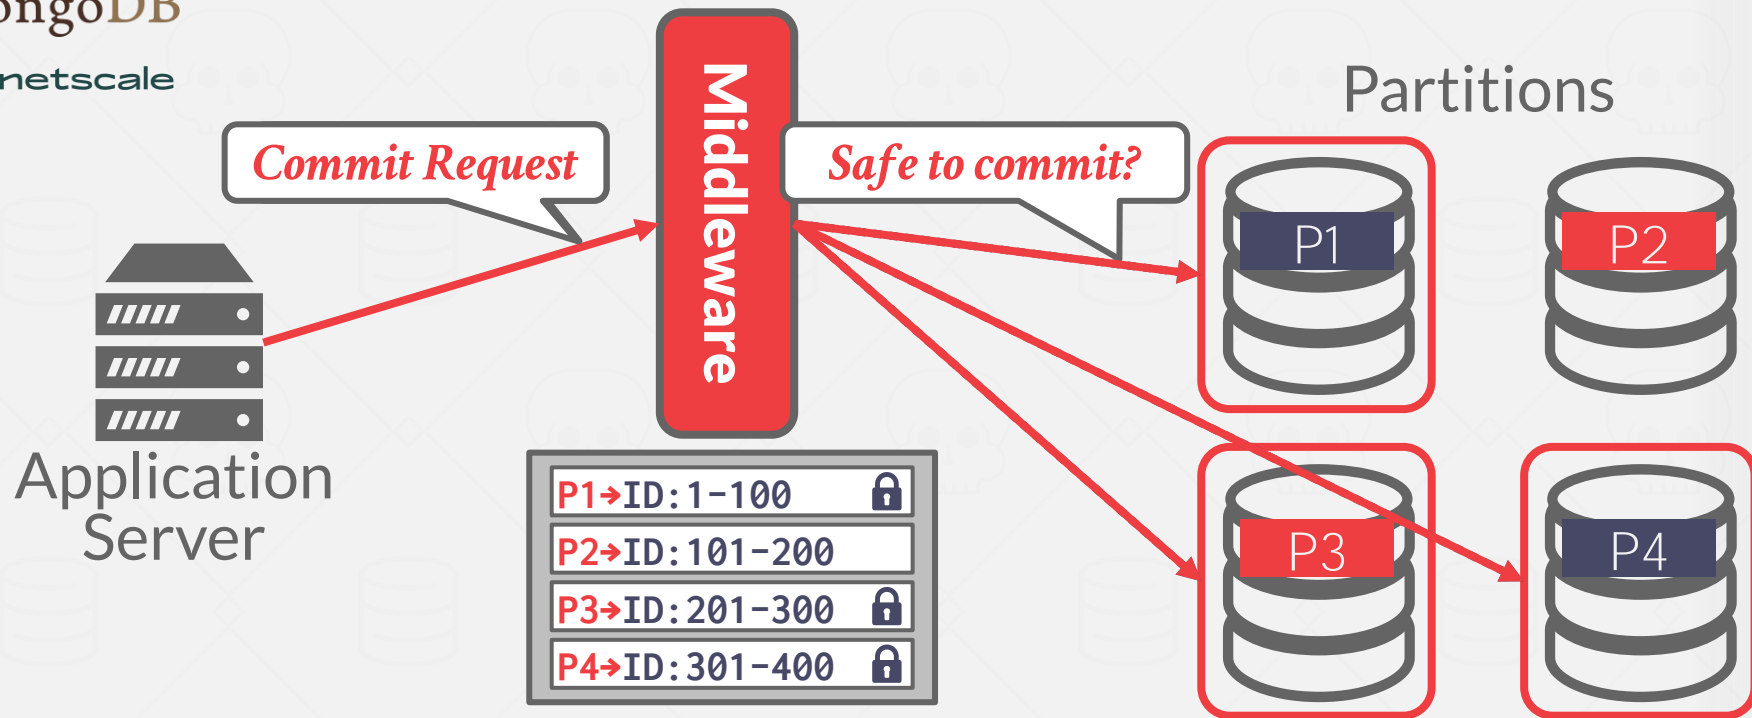 ongoDB
netscale
Partitions
Commit Request
Middleware
Safe to commit?
P1
P2
Application
Server
P1→ID:1-100
P2→ID:101-200
P3→ID:201-300
P4→ID:301-400
P3
P4